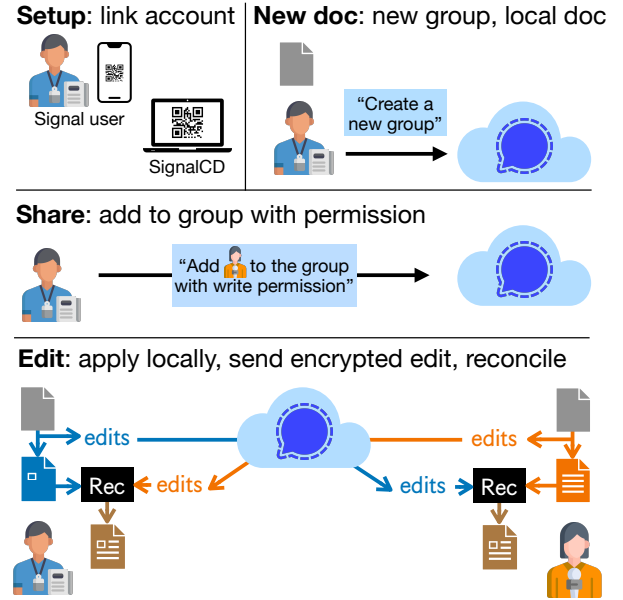 Setup: link account
Signal user
SignalCD
New doc: new group, local doc
“Create a
new group”
Share: add to group with permission
“Add to the group
with write permission”
Edit: apply locally, send encrypted edit, reconcile
edits
edits
Rec
edits
edits
Rec